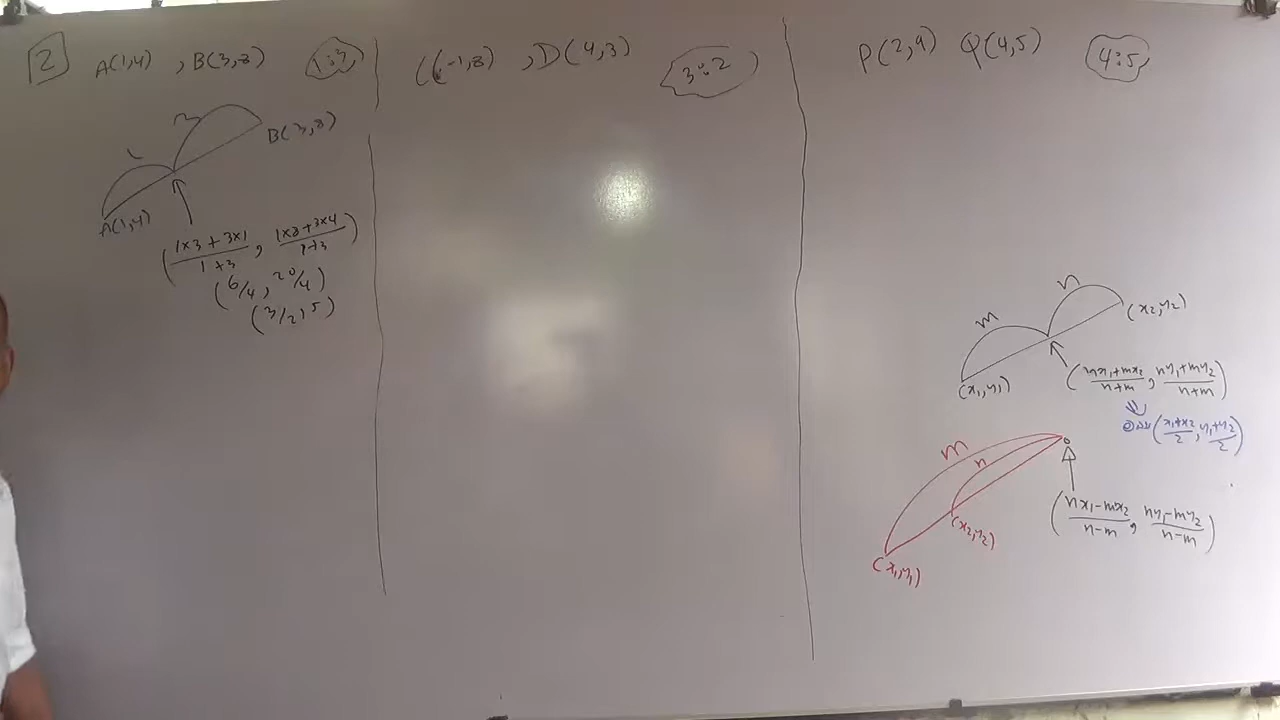 2 A(1,4) , B(3,8) 1:3
3
B(3,8)
1
A(1,4)
(1×3+3×1/1+3, 1×8+3×4/1+3)
(6/4, 20/4)
(3/2, 5)
C(-1,8) , D(4,3) 3:2
P(2,9) Q(4,5) 4:5
n
m
(x2,y2)
(x1,y1)
(nx1+mx2/n+m, ny1+my2/n+m)
(x1+x2/2, y1+y2/2)
m
n
(x2,y2)
(x1,y1)
(nx1-mx2/n-m, ny1-my2/n-m)